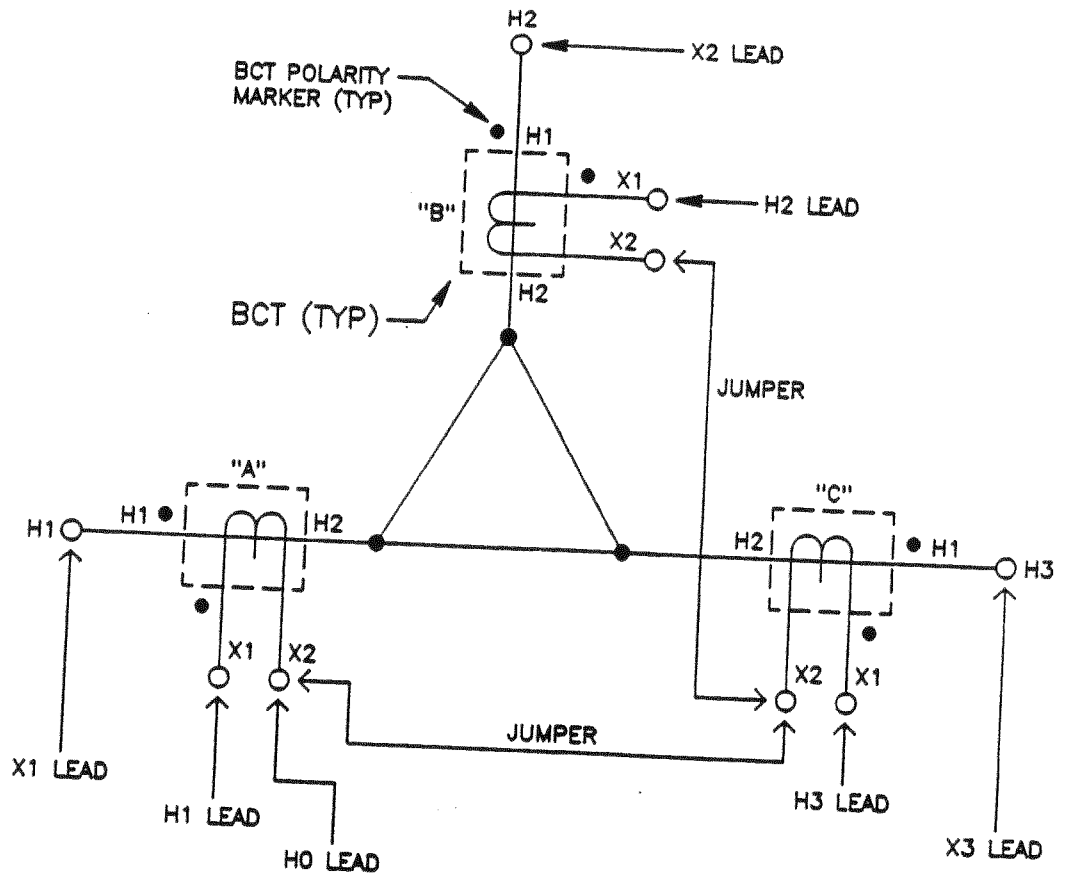 H2
X2 LEAD
BCT POLARITY
MARKER (TYP)
H1
X1
H2 LEAD
"B"
X2
H2
BCT (TYP)
JUMPER
"A"
"C"
H1
H1
H2
H2
H1
H3
X1
X2
X2
X1
JUMPER
X1 LEAD
H1 LEAD
H3 LEAD
X3 LEAD
H0 LEAD